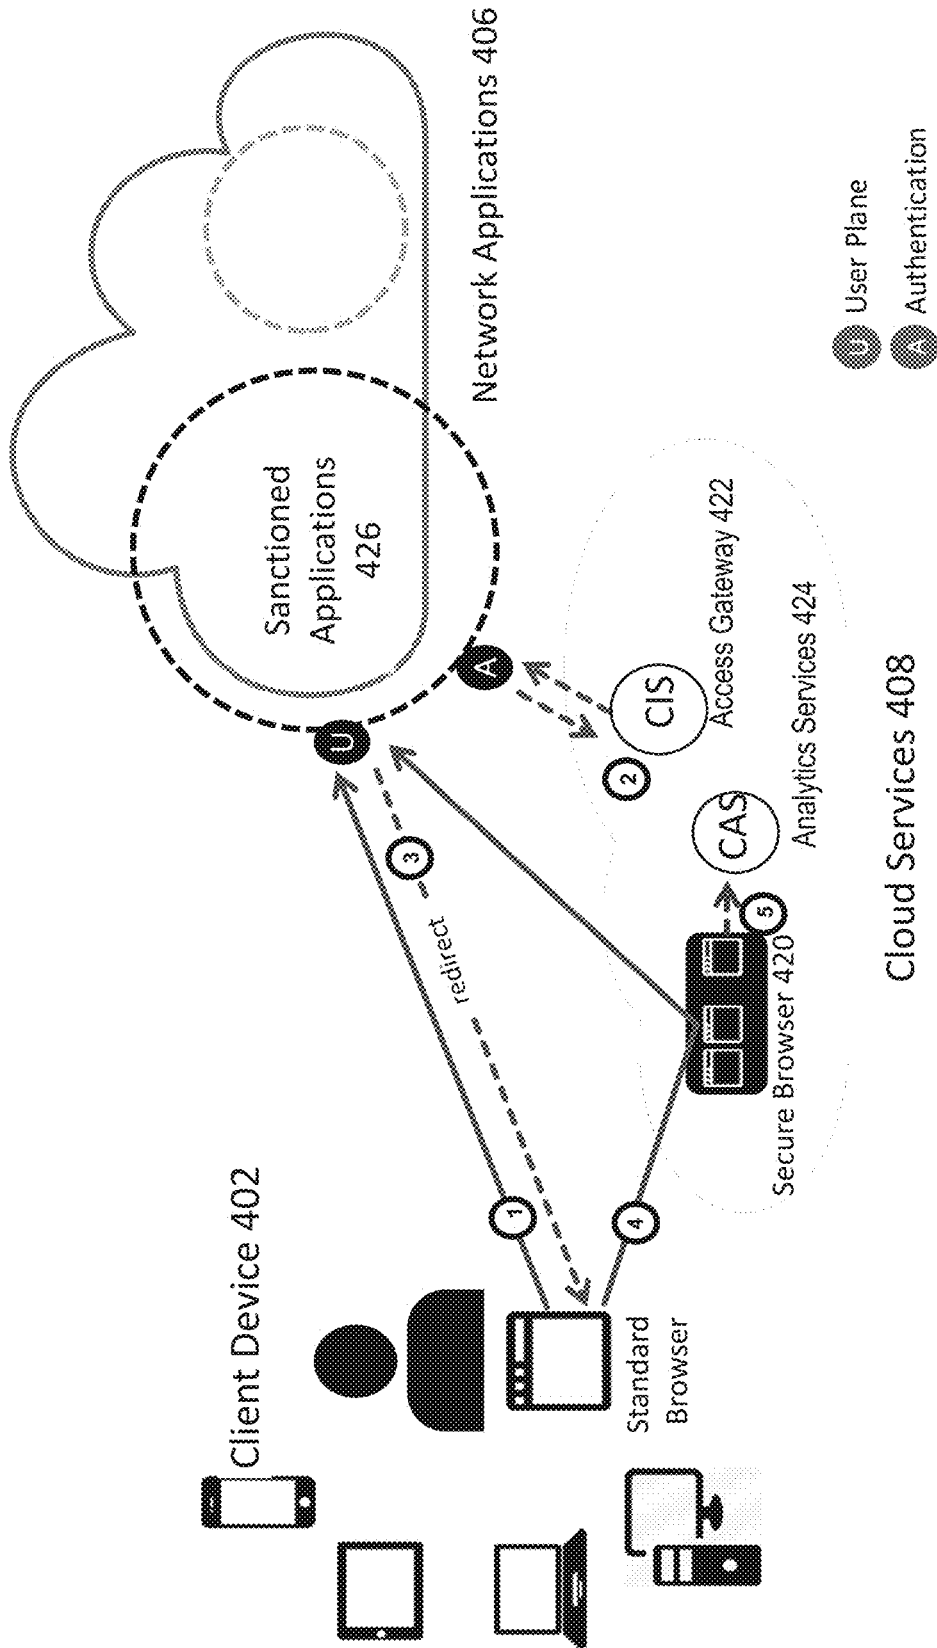 Client Device 402
Standard
Browser
1
redirect
3
4
U
A
Sanctioned
Applications
426
Network Applications 406
2
CIS
Access Gateway 422
CAS
Analytics Services 424
5
Secure Browser 420
Cloud Services 408
U User Plane
A Authentication